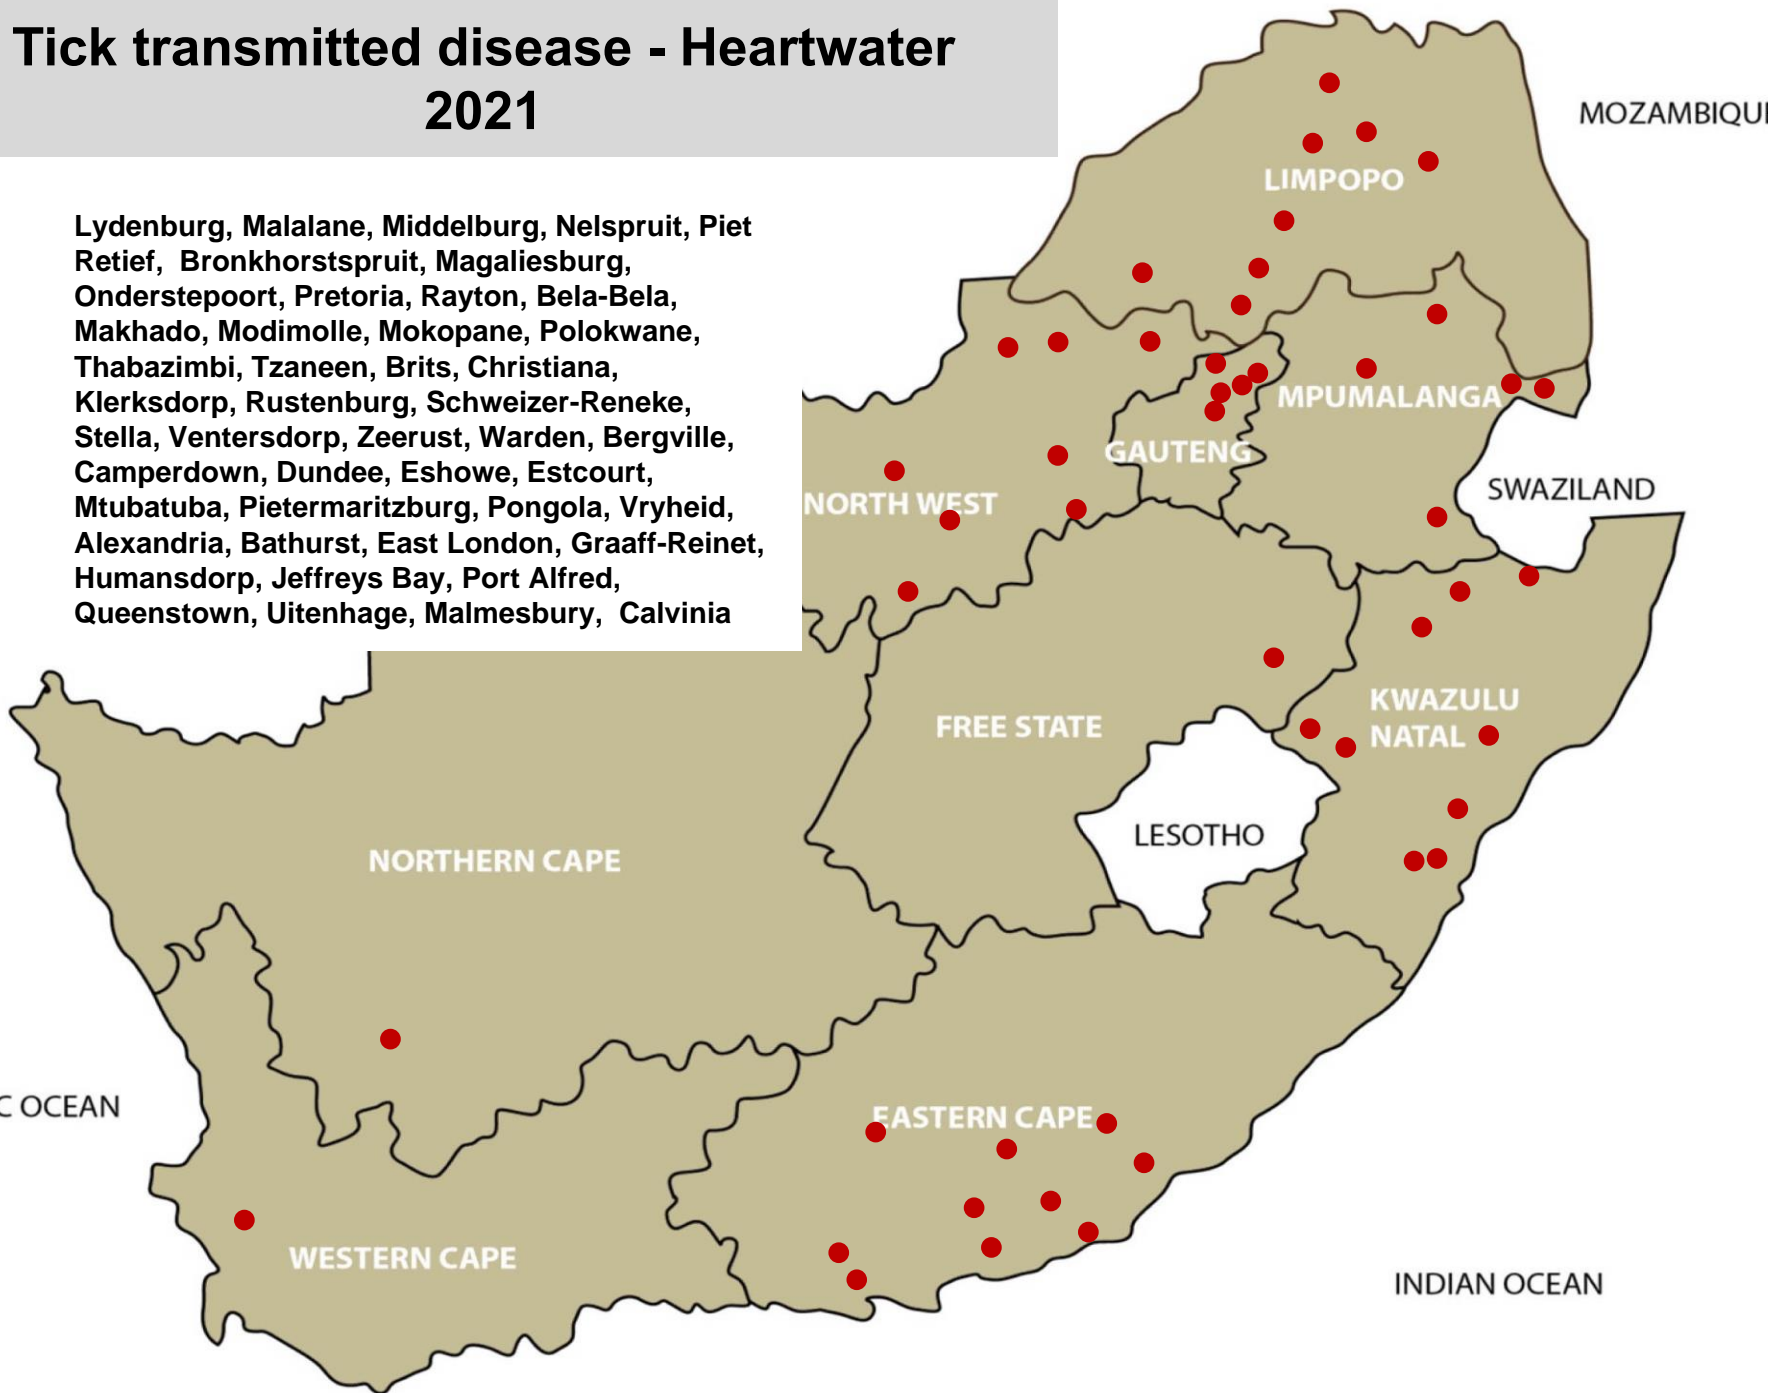 Tick transmitted disease - Heartwater
2021
MOZAMBIQU
LIMPOPO
Lydenburg, Malalane, Middelburg, Nelspruit, Piet
Retief, Bronkhorstspruit, Magaliesburg,
Onderstepoort, Pretoria, Rayton, Bela-Bela,
Makhado, Modimolle, Mokopane, Polokwane,
Thabazimbi, Tzaneen, Brits, Christiana,
Klerksdorp, Rustenburg, Schweizer-Reneke,
Stella, Ventersdorp, Zeerust, Warden, Bergville,
Camperdown, Dundee, Eshowe, Estcourt,
Mtubatuba, Pietermaritzburg, Pongola, Vryheid,
Alexandria, Bathurst, East London, Graaff-Reinet,
Humansdorp, Jeffreys Bay, Port Alfred,
Queenstown, Uitenhage, Malmesbury, Calvinia
MPUMALANGA
GAUTENG
SWAZILAND
NORTH WEST
KWAZULU
NATAL
FREE STATE
LESOTHO
NORTHERN CAPE
C OCEAN
EASTERN CAPE
WESTERN CAPE
INDIAN OCEAN